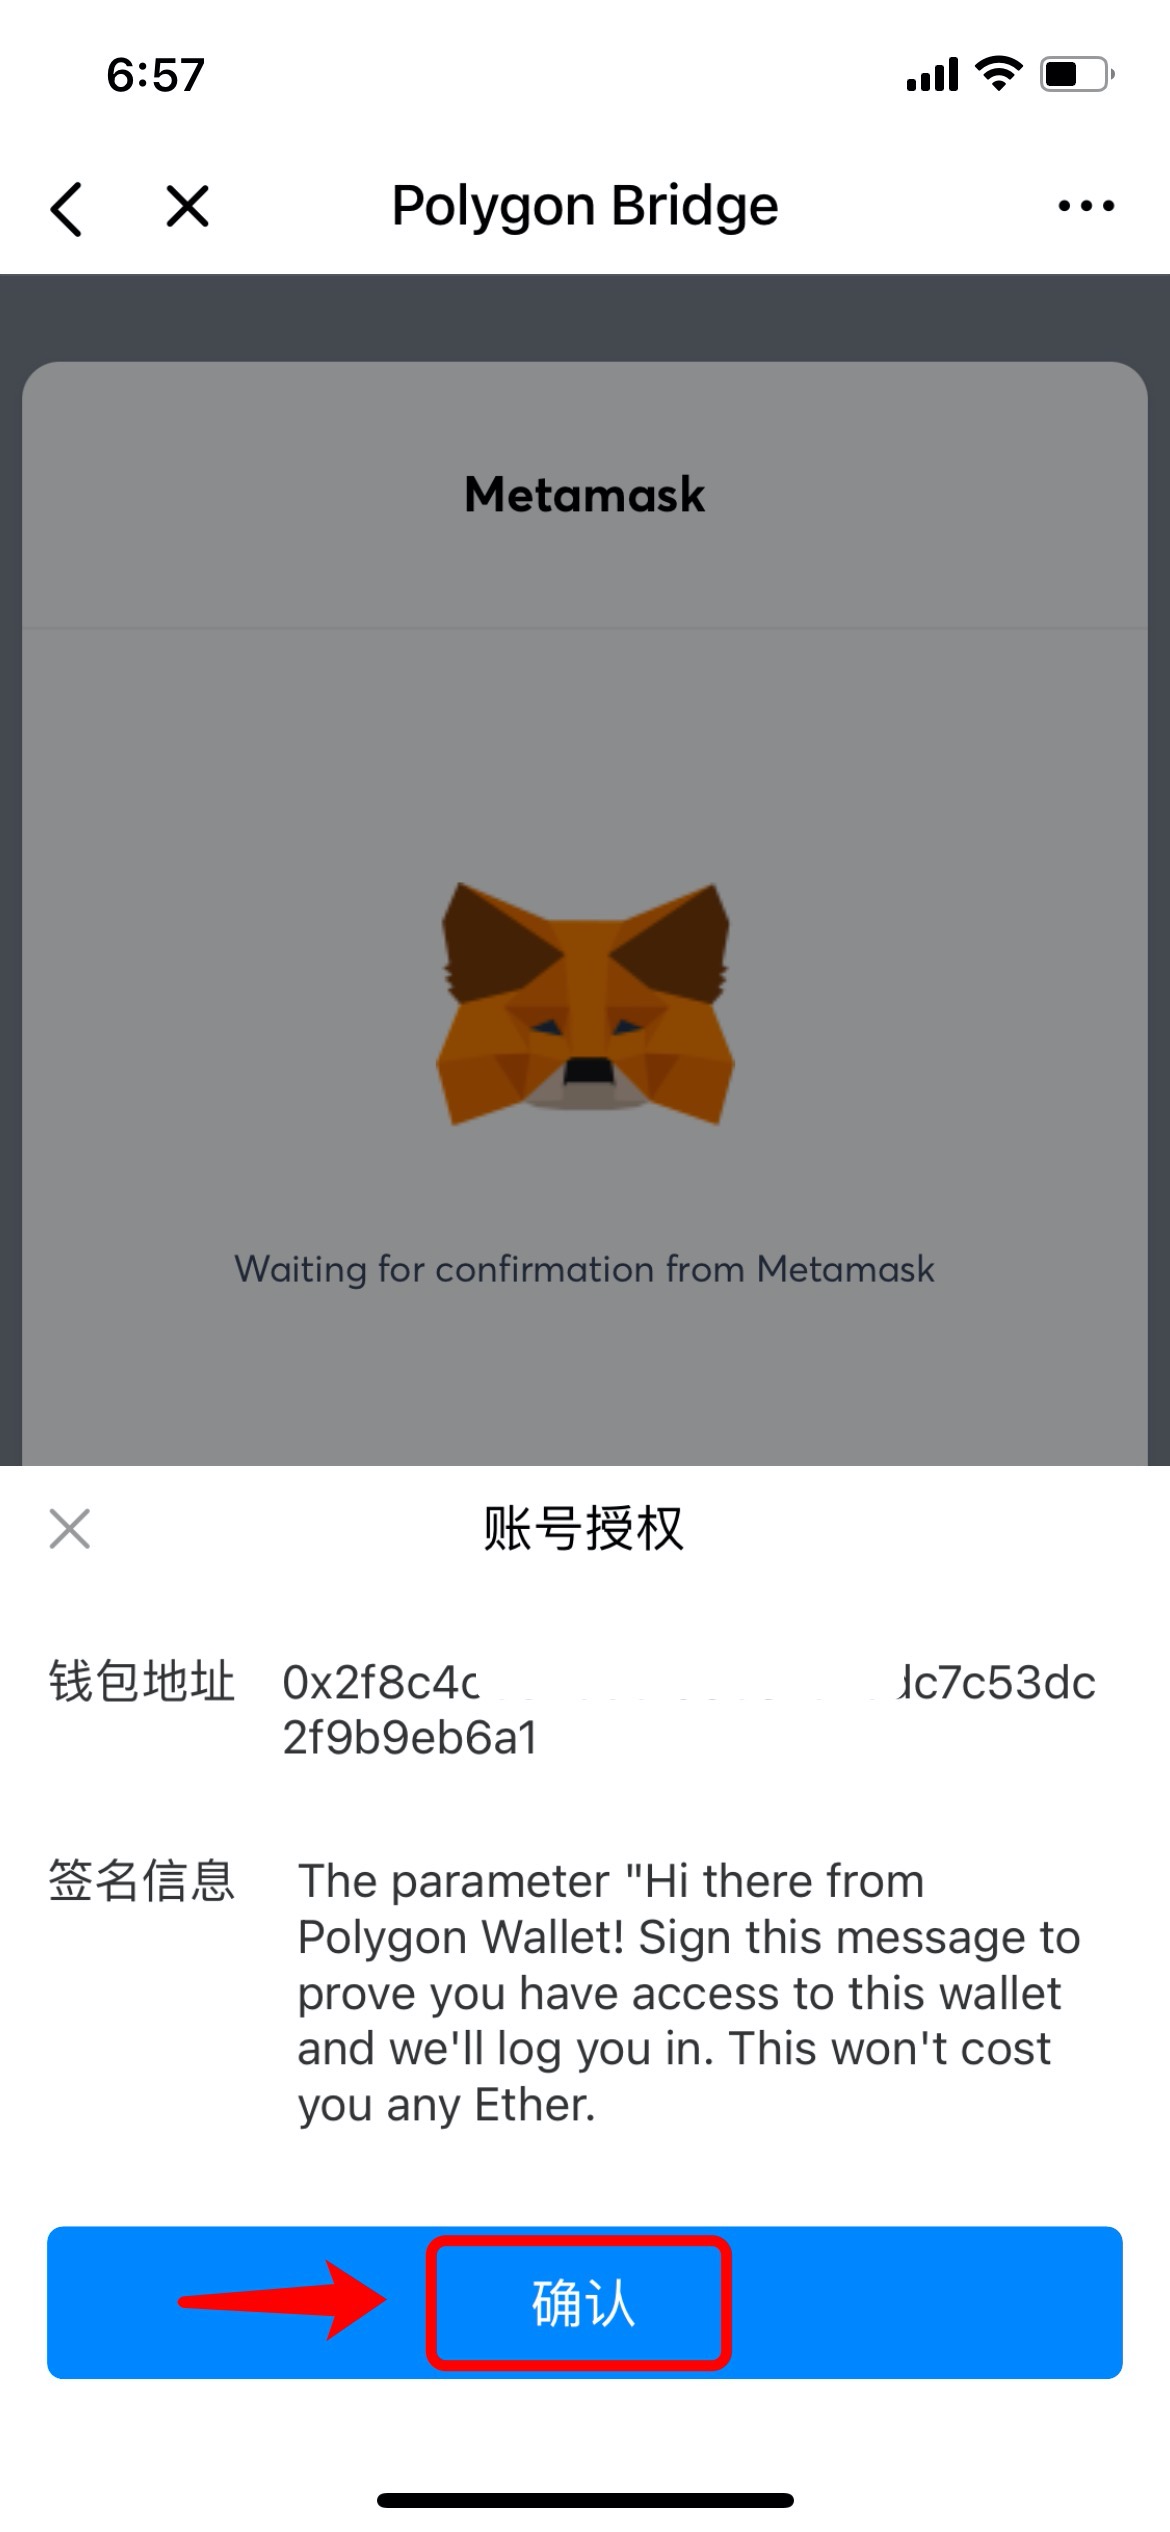 6:57
Polygon Bridge
Metamask
Waiting for confirmation from Metamask
账号授权
钱包地址 0x2f8c4c dc7c53dc
2f9b9eb6a1
签名信息 The parameter "Hi there from
Polygon Wallet! Sign this message to
prove you have access to this wallet
and we'll log you in. This won't cost
you any Ether.
确认